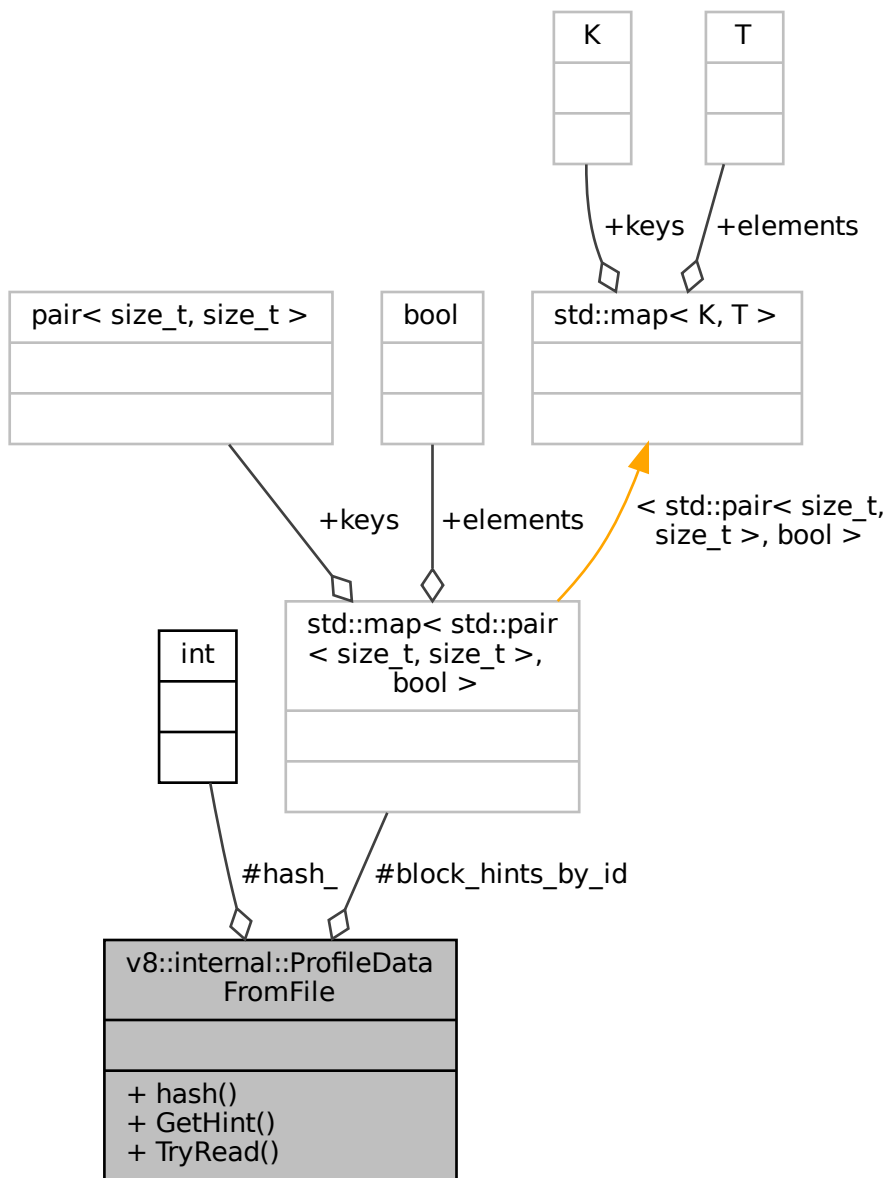 K
T
+keys
+elements
pair< size_t, size_t >
bool
std::map< K, T >
+keys
+elements
< std::pair< size_t,
size_t >, bool >
int
std::map< std::pair
< size_t, size_t >,
bool >
#hash_
#block_hints_by_id
v8::internal::ProfileData
FromFile
+ hash()
+ GetHint()
+ TryRead()